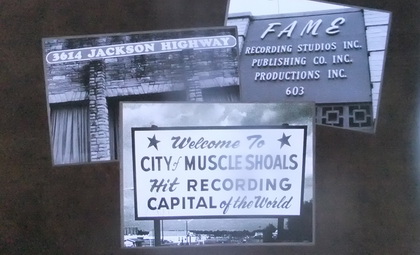 3614 JACKSON HIGHWAY
FAME
RECORDING STUDIOS INC.
PUBLISHING CO. INC.
PRODUCTIONS INC.
603
Welcome To
CITY of MUSCLE SHOALS
Hit RECORDING
CAPITAL of the World